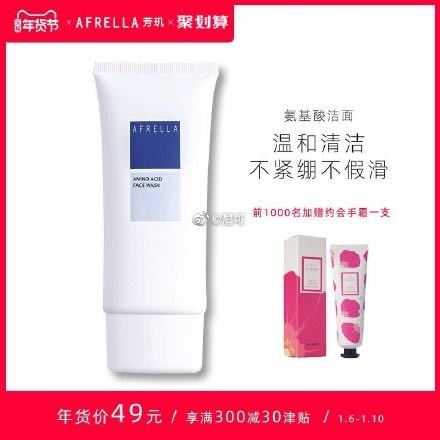 年货节 × AFRELLA 芳玑 × 聚划算
AFRELLA
AMINO ACID
FACE WASH
氨基酸洁面
温和清洁
不紧绷不假滑
前1000名加赠约会手霜一支
年货价49元 / 享满300减30津贴 / 1.6-1.10